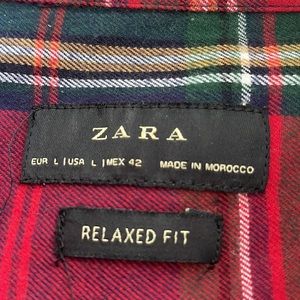 ZARA
EUR L | USA L | MEX 42 MADE IN MOROCCO
RELAXED FIT